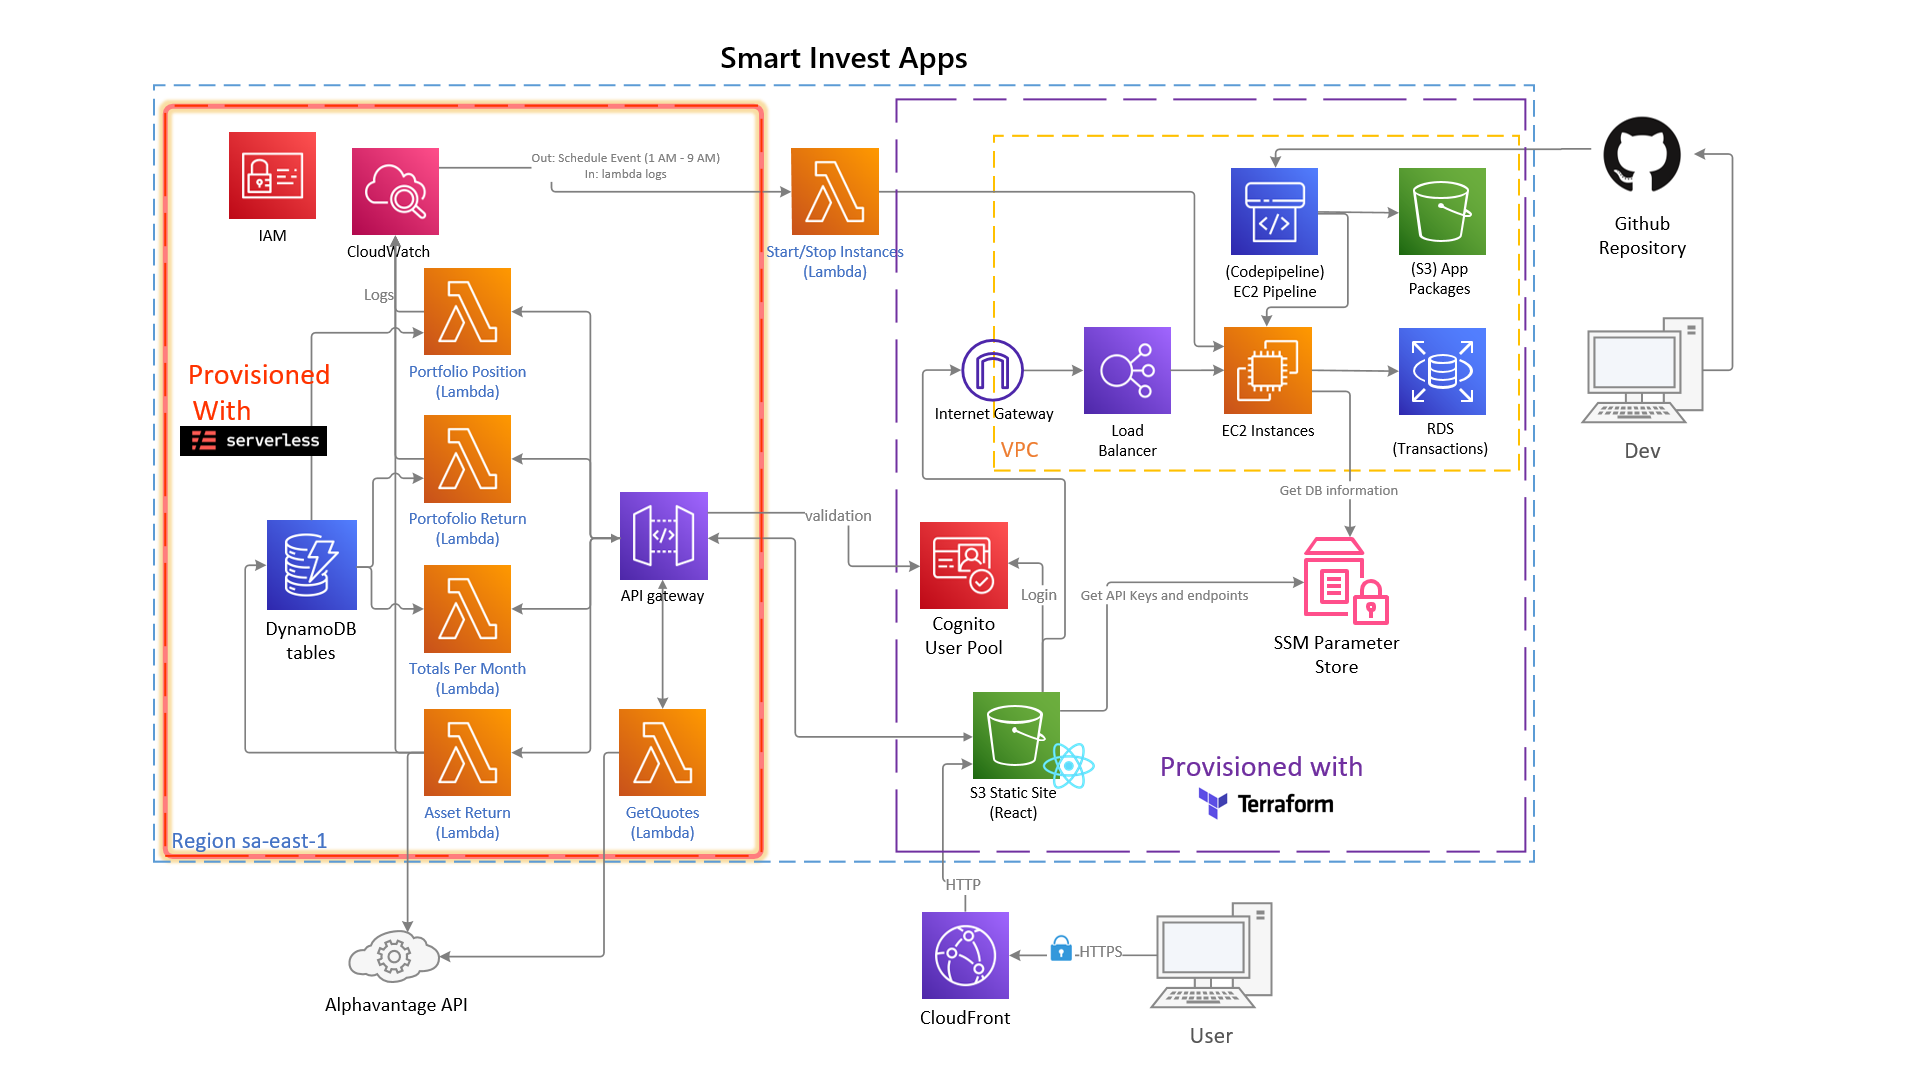 Smart Invest Apps
IAM
CloudWatch
Out: Schedule Event (1 AM - 9 AM)
In: lambda logs
Start/Stop Instances
(Lambda)
(Codepipeline)
EC2 Pipeline
(S3) App
Packages
Github
Repository
Logs
Portfolio Position
(Lambda)
Provisioned
With
serverless
Internet Gateway
VPC
Load
Balancer
EC2 Instances
RDS
(Transactions)
Dev
Portofolio Return
(Lambda)
Get DB information
validation
API gateway
DynamoDB
tables
Totals Per Month
(Lambda)
Login
Cognito
User Pool
Get API Keys and endpoints
SSM Parameter
Store
Asset Return
(Lambda)
GetQuotes
(Lambda)
S3 Static Site
(React)
Provisioned with
Terraform
Region sa-east-1
HTTP
HTTPS
Alphavantage API
CloudFront
User